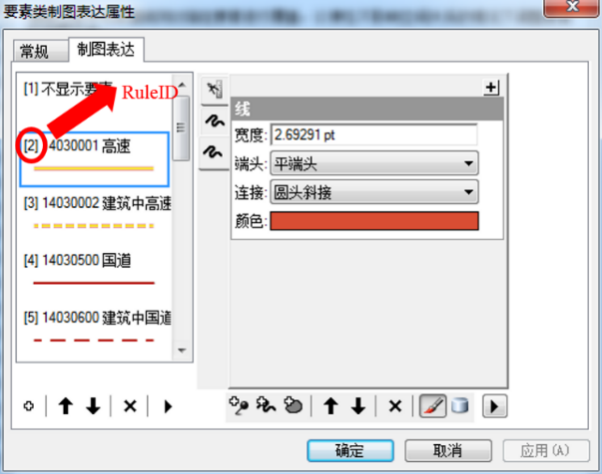 要素类制图表达属性
常规
制图表达
[1] 不显示要素
RuleID
[2] 4030001 高速
[3] 14030002 建筑中高速
[4] 14030500 国道
[5] 14030600 建筑中国道
线
宽度: 2.69291 pt
端头: 平端头
连接: 圆头斜接
颜色:
确定
取消
应用(A)